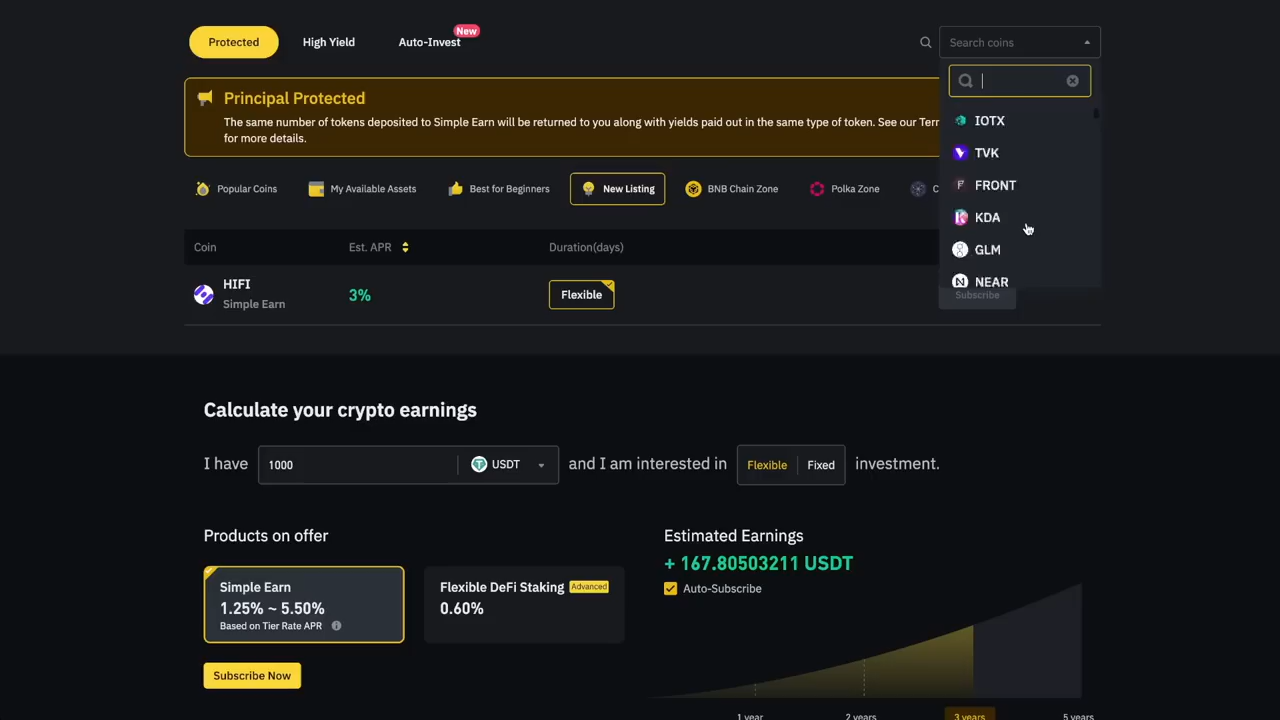 New
Protected
High Yield
Auto-Invest
Search coins
Principal Protected
The same number of tokens deposited to Simple Earn will be returned to you along with yields paid out in the same type of token. See our Terr
for more details.
IOTX
TVK
FRONT
KDA
GLM
NEAR
Popular Coins
My Available Assets
Best for Beginners
New Listing
BNB Chain Zone
Polka Zone
C
Coin
Est. APR
Duration(days)
HIFI
Simple Earn
3%
Flexible
Subscribe
Calculate your crypto earnings
I have 1000 USDT and I am interested in Flexible Fixed investment.
Products on offer
Simple Earn
1.25% ~ 5.50%
Based on Tier Rate APR
Flexible DeFi Staking Advanced
0.60%
Subscribe Now
Estimated Earnings
+ 167.80503211 USDT
Auto-Subscribe
1 year
2 years
3 years
5 years